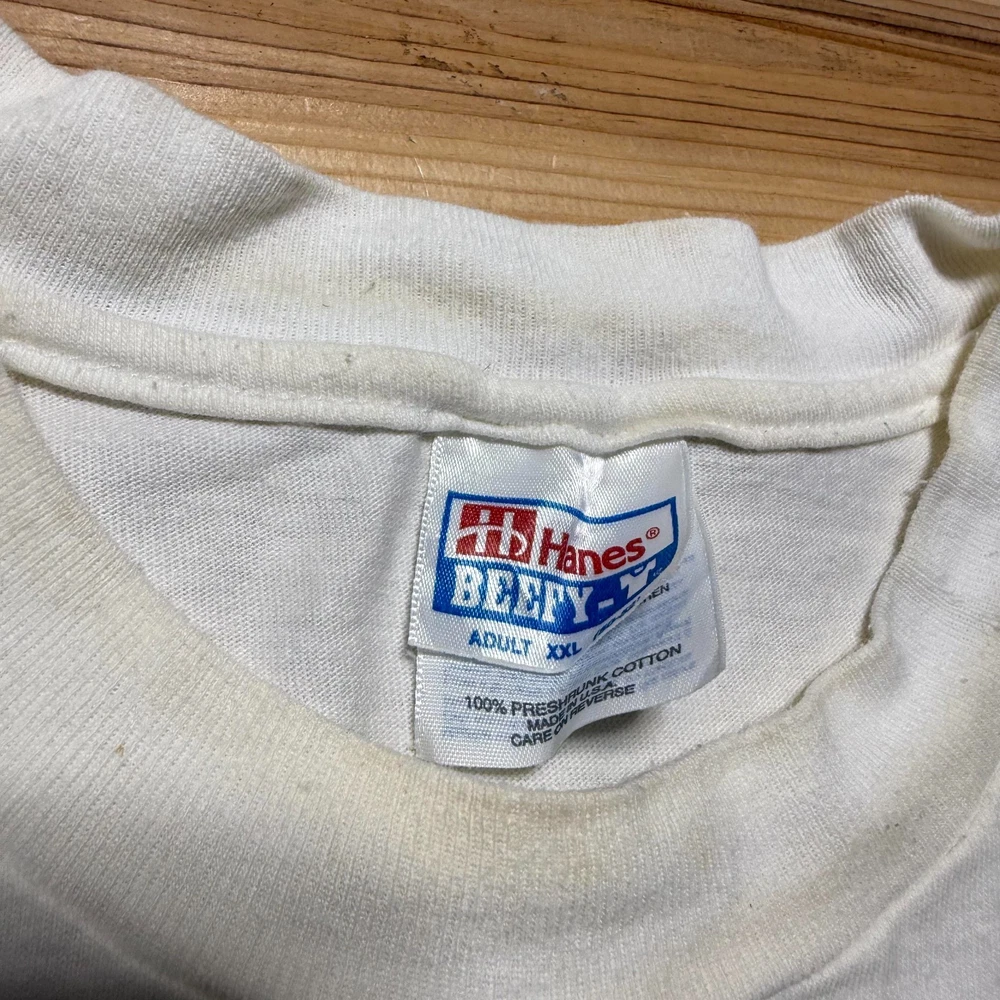 Hanes®
BEEFY-T
ADULT XXL
100% PRESHRUNK COTTON
MADE IN U.S.A.
CARE ON REVERSE